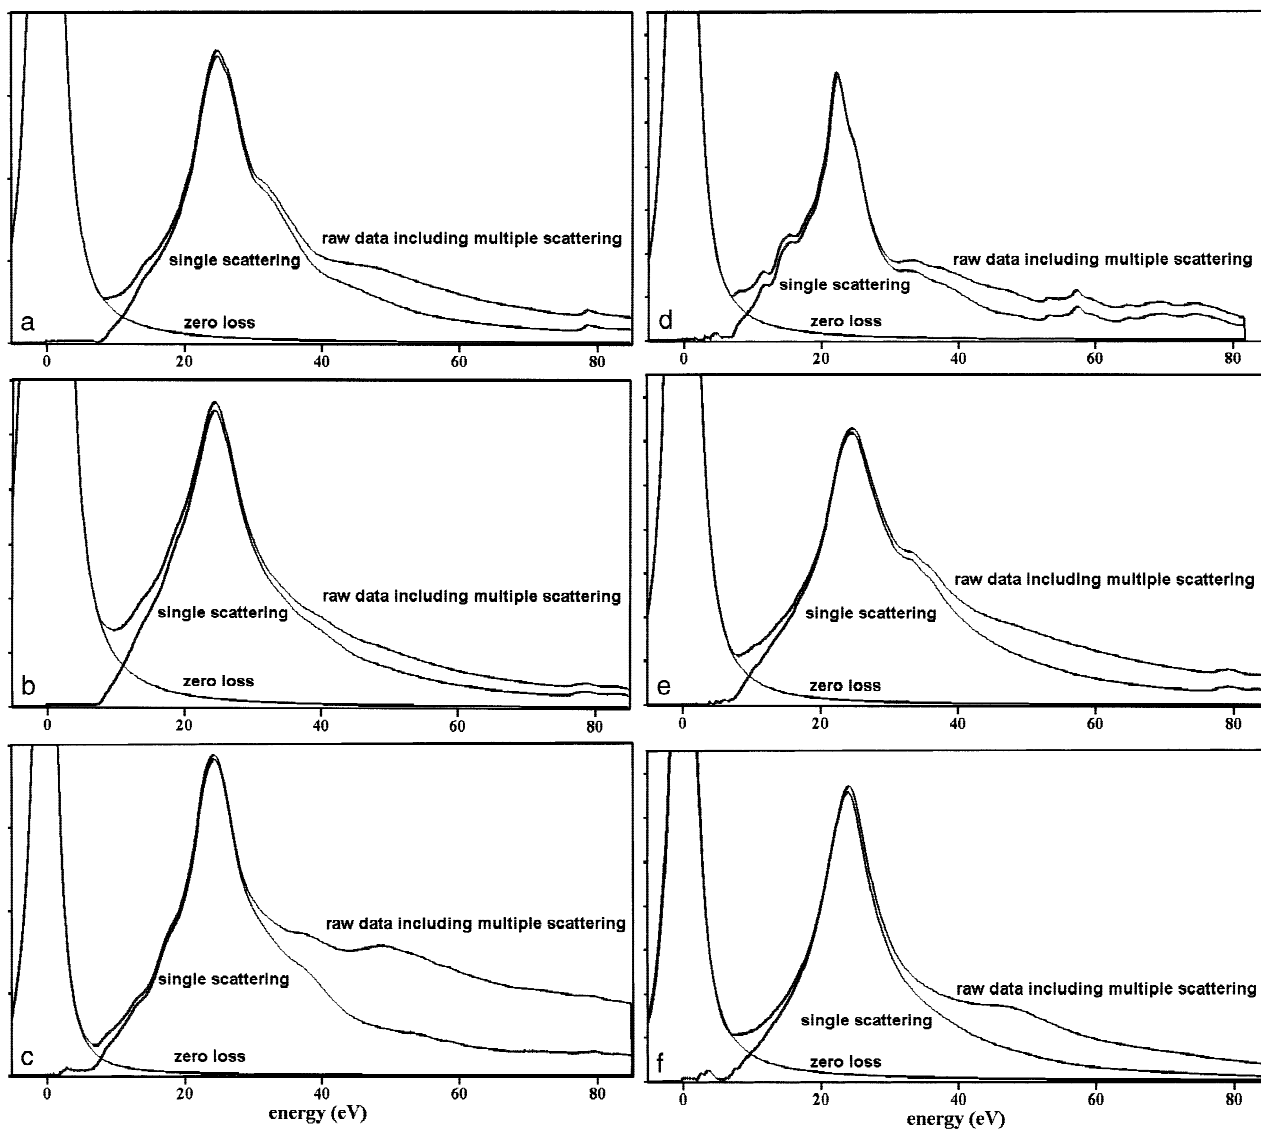 raw data including multiple scattering
single scattering
zero loss
a
0 20 40 60 80
raw data including multiple scattering
single scattering
zero loss
d
0 20 40 60 80
raw data including multiple scattering
single scattering
zero loss
b
0 20 40 60 80
raw data including multiple scattering
single scattering
zero loss
e
0 20 40 60 80
raw data including multiple scattering
single scattering
zero loss
c
0 20 40 60 80
energy (eV)
raw data including multiple scattering
single scattering
zero loss
f
0 20 40 60 80
energy (eV)